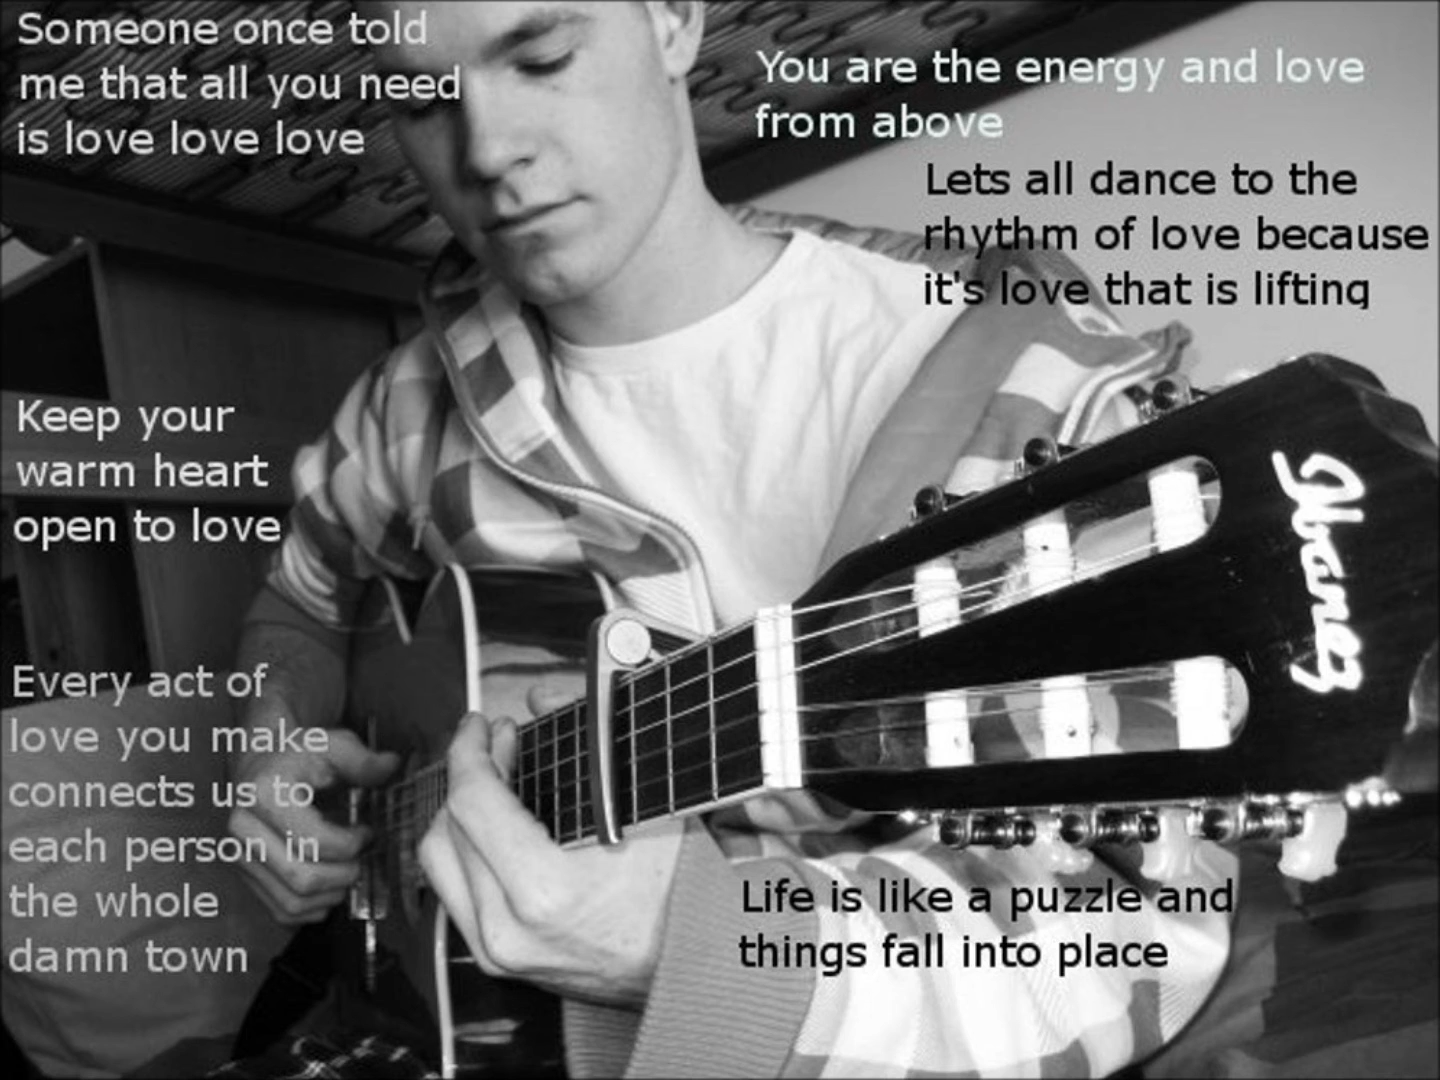 Someone once told
me that all you need
is love love love
You are the energy and love
from above
Lets all dance to the
rhythm of love because
it's love that is lifting
Keep your
warm heart
open to love
Ibanez
Every act of
love you make
connects us to
each person in
the whole
damn town
Life is like a puzzle and
things fall into place